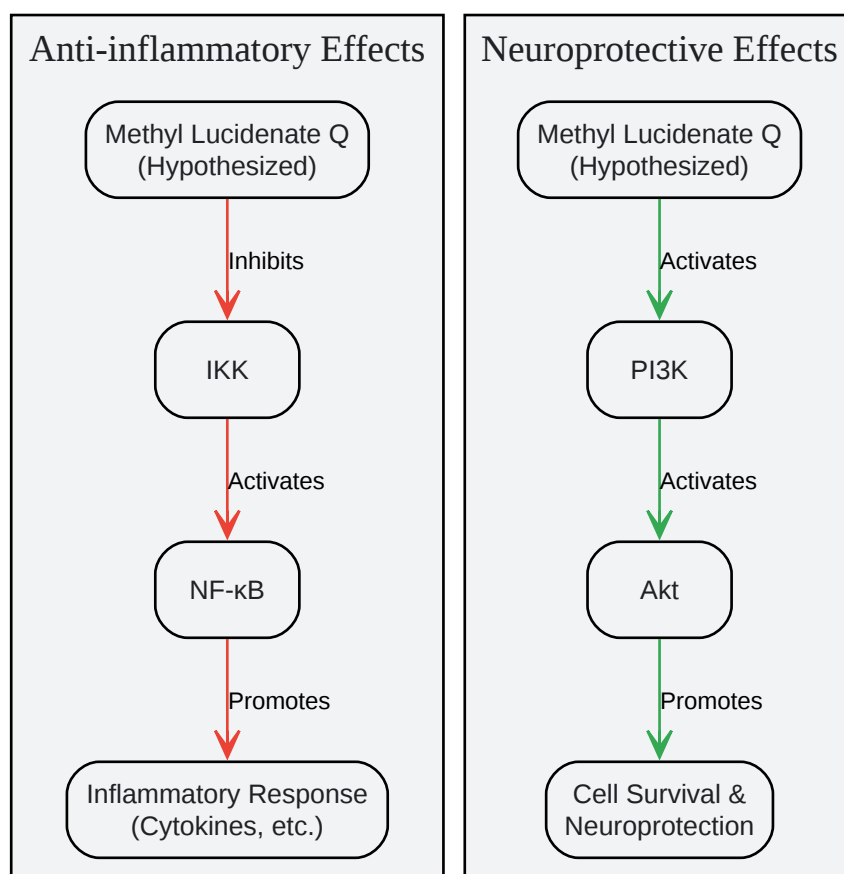 Anti-inflammatory Effects
Methyl Lucidenate Q
(Hypothesized)
Inhibits
IKK
Activates
NF-κB
Promotes
Inflammatory Response
(Cytokines, etc.)
Neuroprotective Effects
Methyl Lucidenate Q
(Hypothesized)
Activates
PI3K
Activates
Akt
Promotes
Cell Survival &
Neuroprotection